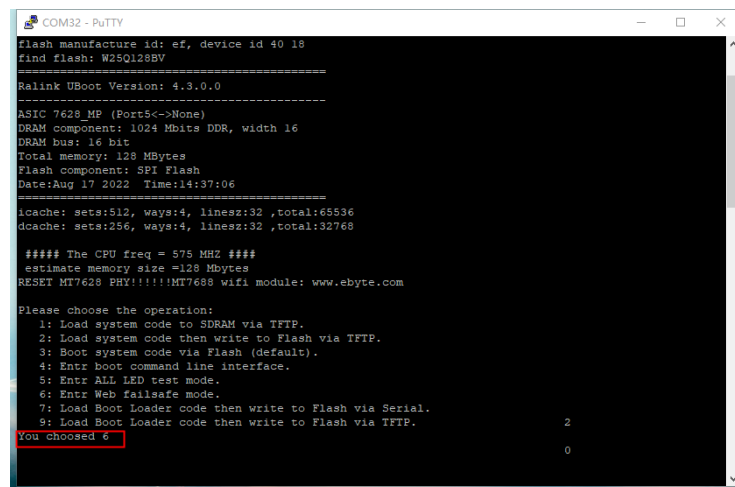 COM32 - PuTTY
flash manufacture id: ef, device id 40 18
find flash: W25Q128BV
============================================
Ralink UBoot Version: 4.3.0.0
--------------------------------------------
ASIC 7628_MP (Port5<->None)
DRAM component: 1024 Mbits DDR, width 16
DRAM bus: 16 bit
Total memory: 128 MBytes
Flash component: SPI Flash
Date:Aug 17 2022  Time:14:37:06
============================================
icache: sets:512, ways:4, linesz:32 ,total:65536
dcache: sets:256, ways:4, linesz:32 ,total:32768
##### The CPU freq = 575 MHZ ####
estimate memory size =128 Mbytes
RESET MT7628 PHY!!!!!!MT7688 wifi module: www.ebyte.com
Please choose the operation:
1: Load system code to SDRAM via TFTP.
2: Load system code then write to Flash via TFTP.
3: Boot system code via Flash (default).
4: Entr boot command line interface.
5: Entr ALL LED test mode.
6: Entr Web failsafe mode.
7: Load Boot Loader code then write to Flash via Serial.
9: Load Boot Loader code then write to Flash via TFTP. 2
You choosed 6
0